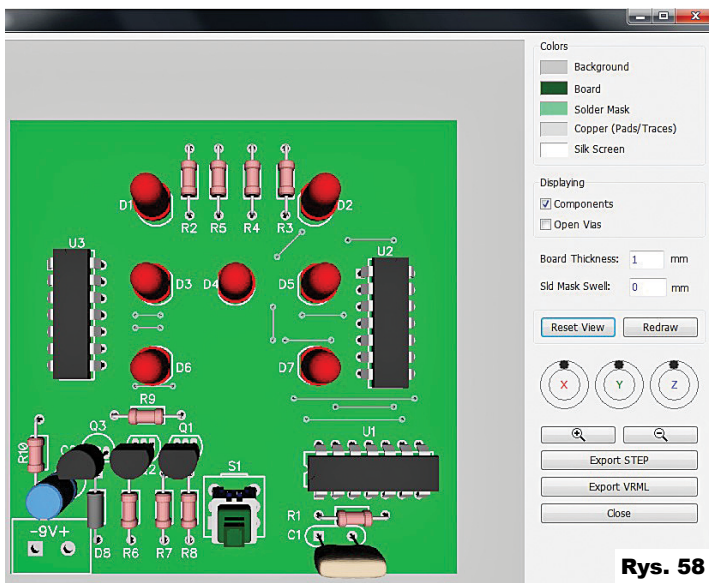 Colors
Background
Board
Solder Mask
Copper (Pads/Traces)
Silk Screen
Displaying
Components
Open Vias
Board Thickness: 1 mm
Sld Mask Swell: 0 mm
Reset View Redraw
X Y Z
Export STEP
Export VRML
Close
D1 R2 R5 R4 R3 D2
U3 U2
D3 D4 D5
D6 D7
R9
Q3 Q1 U1
R10 S1
-9V+ R1
C1
D8 R6 R7 R8
Rys. 58